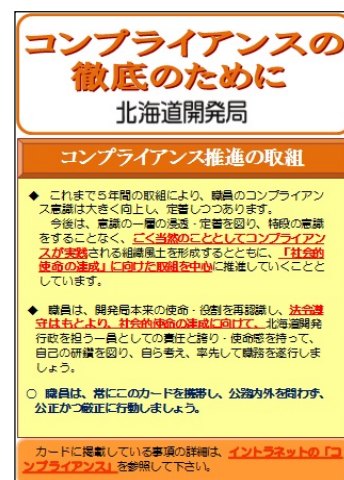 コンプライアンスの
徹底のために
北海道開発局
コンプライアンス推進の取組
◆ これまで5年間の取組により、職員のコンプライアン
ス意識は大きく向上し、定着しつつあります。
今後は、意識の一層の浸透・定着を図り、特段の意識
をすることなく、ごく当然のこととしてコンプライアン
スが実践される組織風土を形成するとともに、「社会的
使命の達成」に向けた取組を中心に推進していくことと
しています。
◆ 職員は、開発局本来の使命・役割を再認識し、法令遵
守はもとより、社会的使命の達成に向けて、北海道開発
行政を担う一員としての責任と誇り・使命感を持って、
自己の研鑽を図り、自ら考え、率先して職務を遂行しま
しょう。
○ 職員は、常にこのカードを携帯し、公務内外を問わず、
公正かつ厳正に行動しましょう。
カードに掲載している事項の詳細は、イントラネットの「コ
ンプライアンス」を参照して下さい。